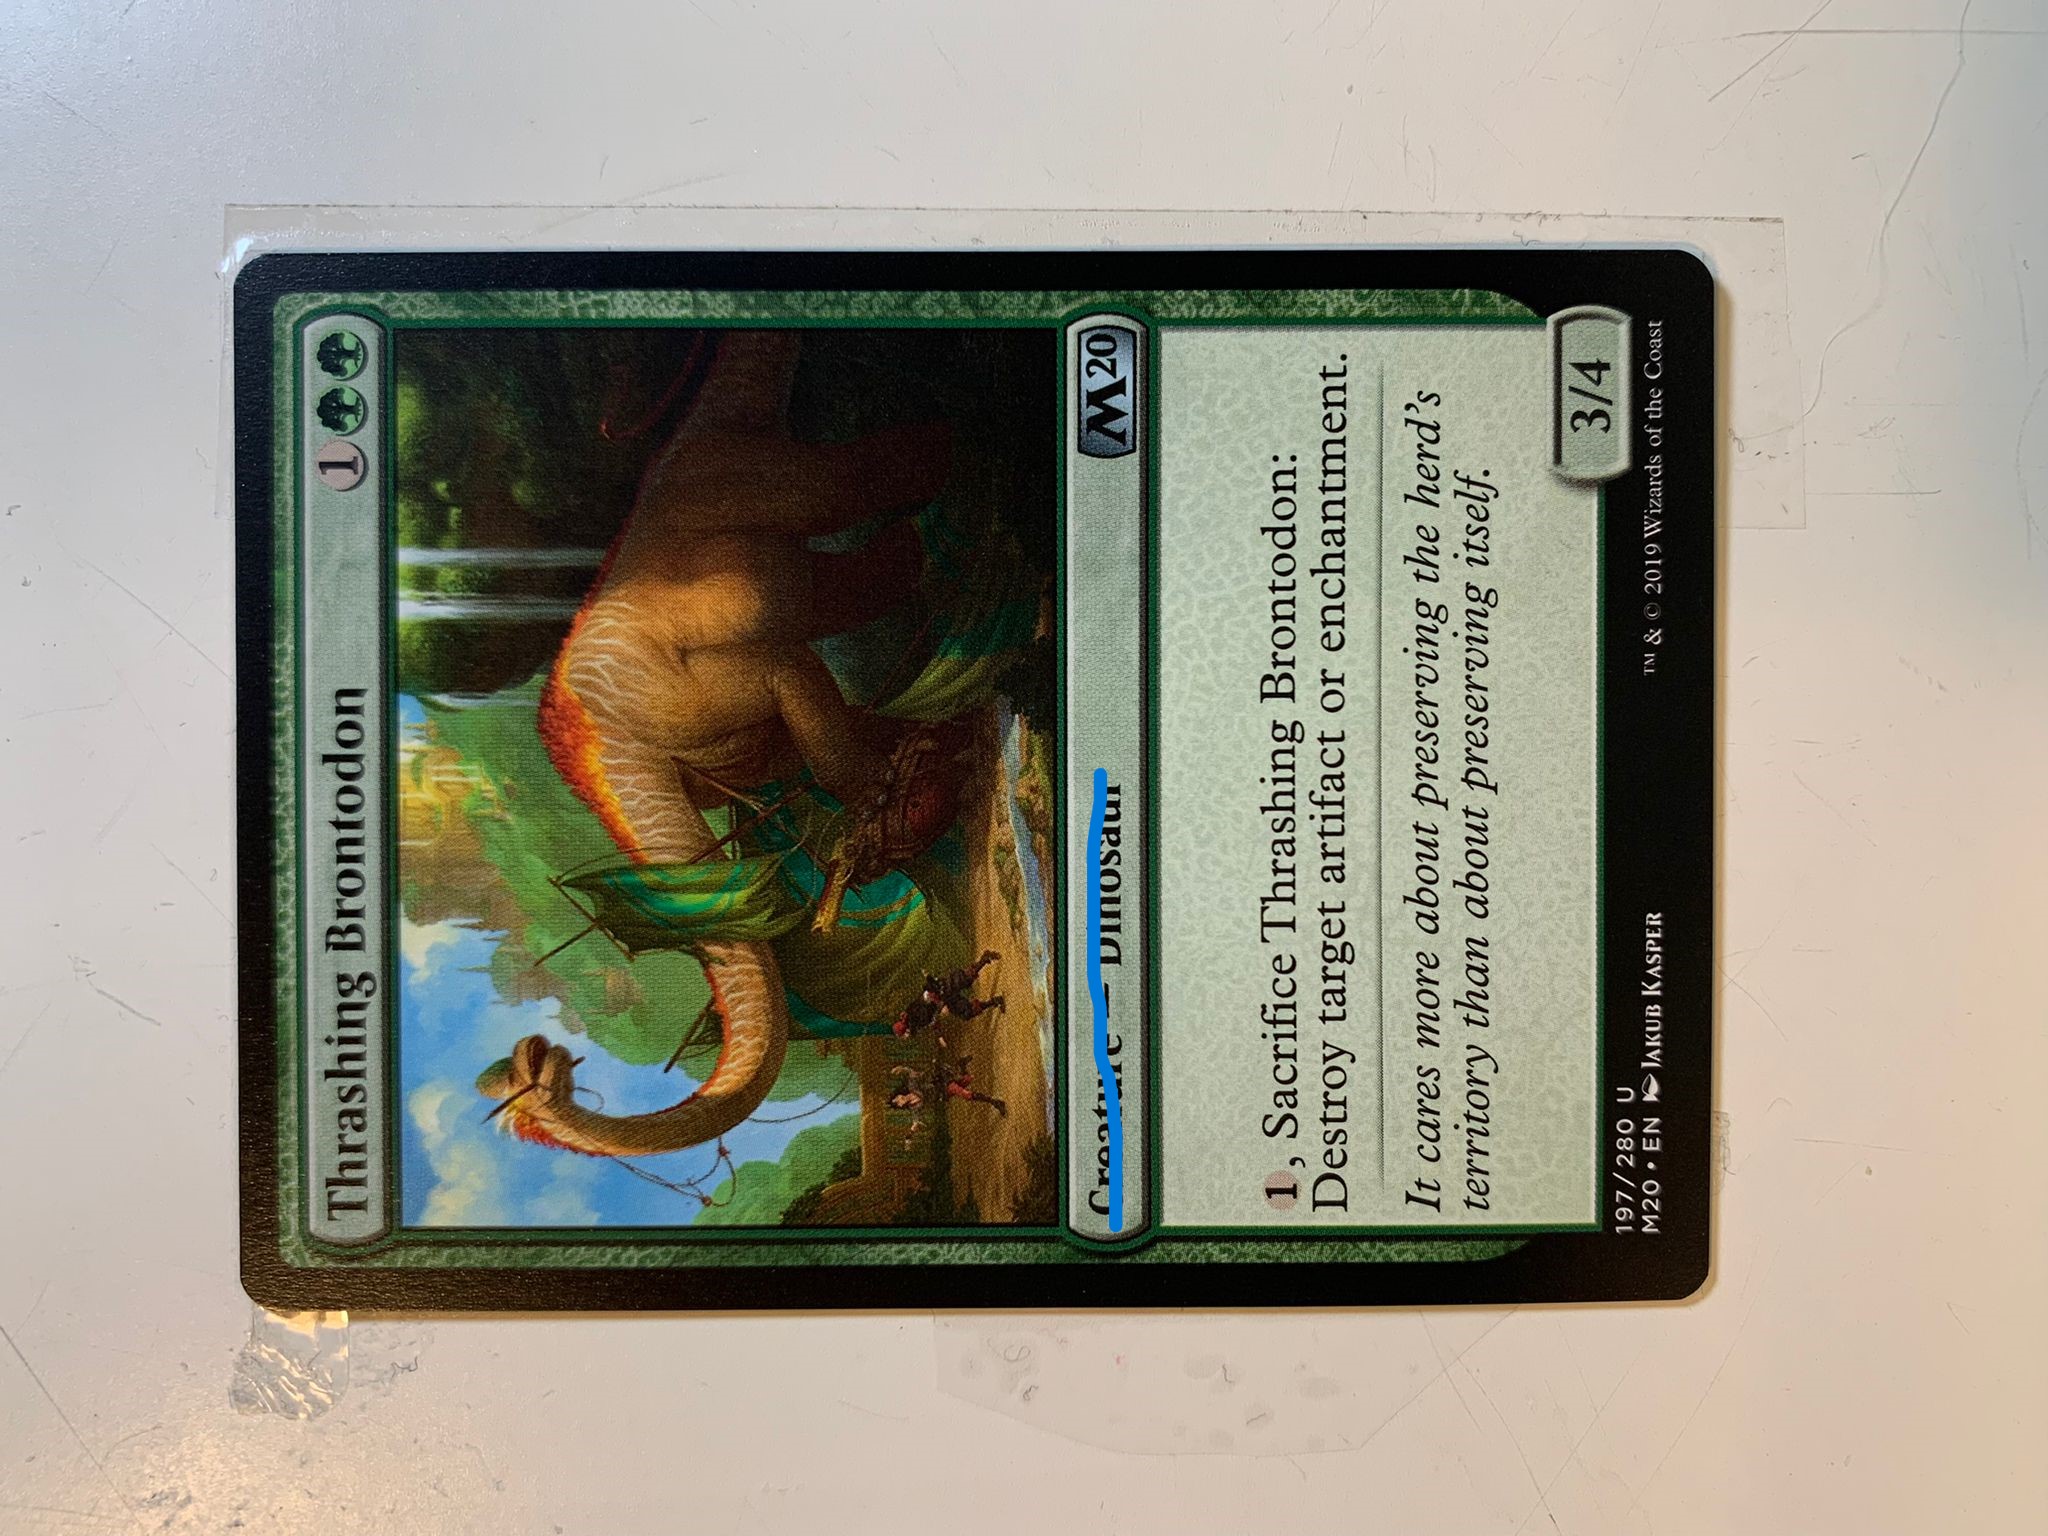 Thrashing Brontodon 1
Creature — Dinosaur M20
1, Sacrifice Thrashing Brontodon:
Destroy target artifact or enchantment.
It cares more about preserving the herd's
territory than about preserving itself.
3/4
197/280 U
M20 • EN JAKUB KASPER ™ & © 2019 Wizards of the Coast